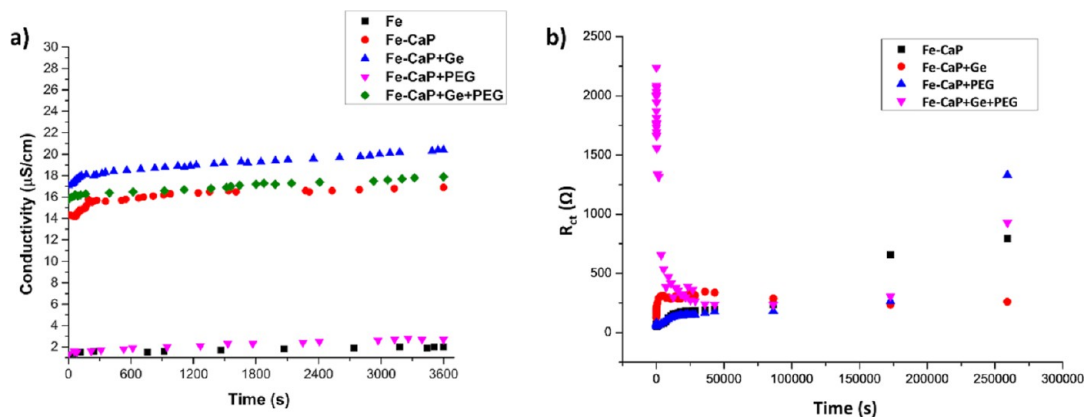 a)
30
28
26
24
22
20
18
16
14
12
10
8
6
4
2
Conductivity (µS/cm)
0 600 1200 1800 2400 3000 3600
Time (s)
Fe
Fe-CaP
Fe-CaP+Ge
Fe-CaP+PEG
Fe-CaP+Ge+PEG
b)
2500
2000
1500
1000
500
0
Rct (Ω)
0 50000 100000 150000 200000 250000 300000
Time (s)
Fe-CaP
Fe-CaP+Ge
Fe-CaP+PEG
Fe-CaP+Ge+PEG